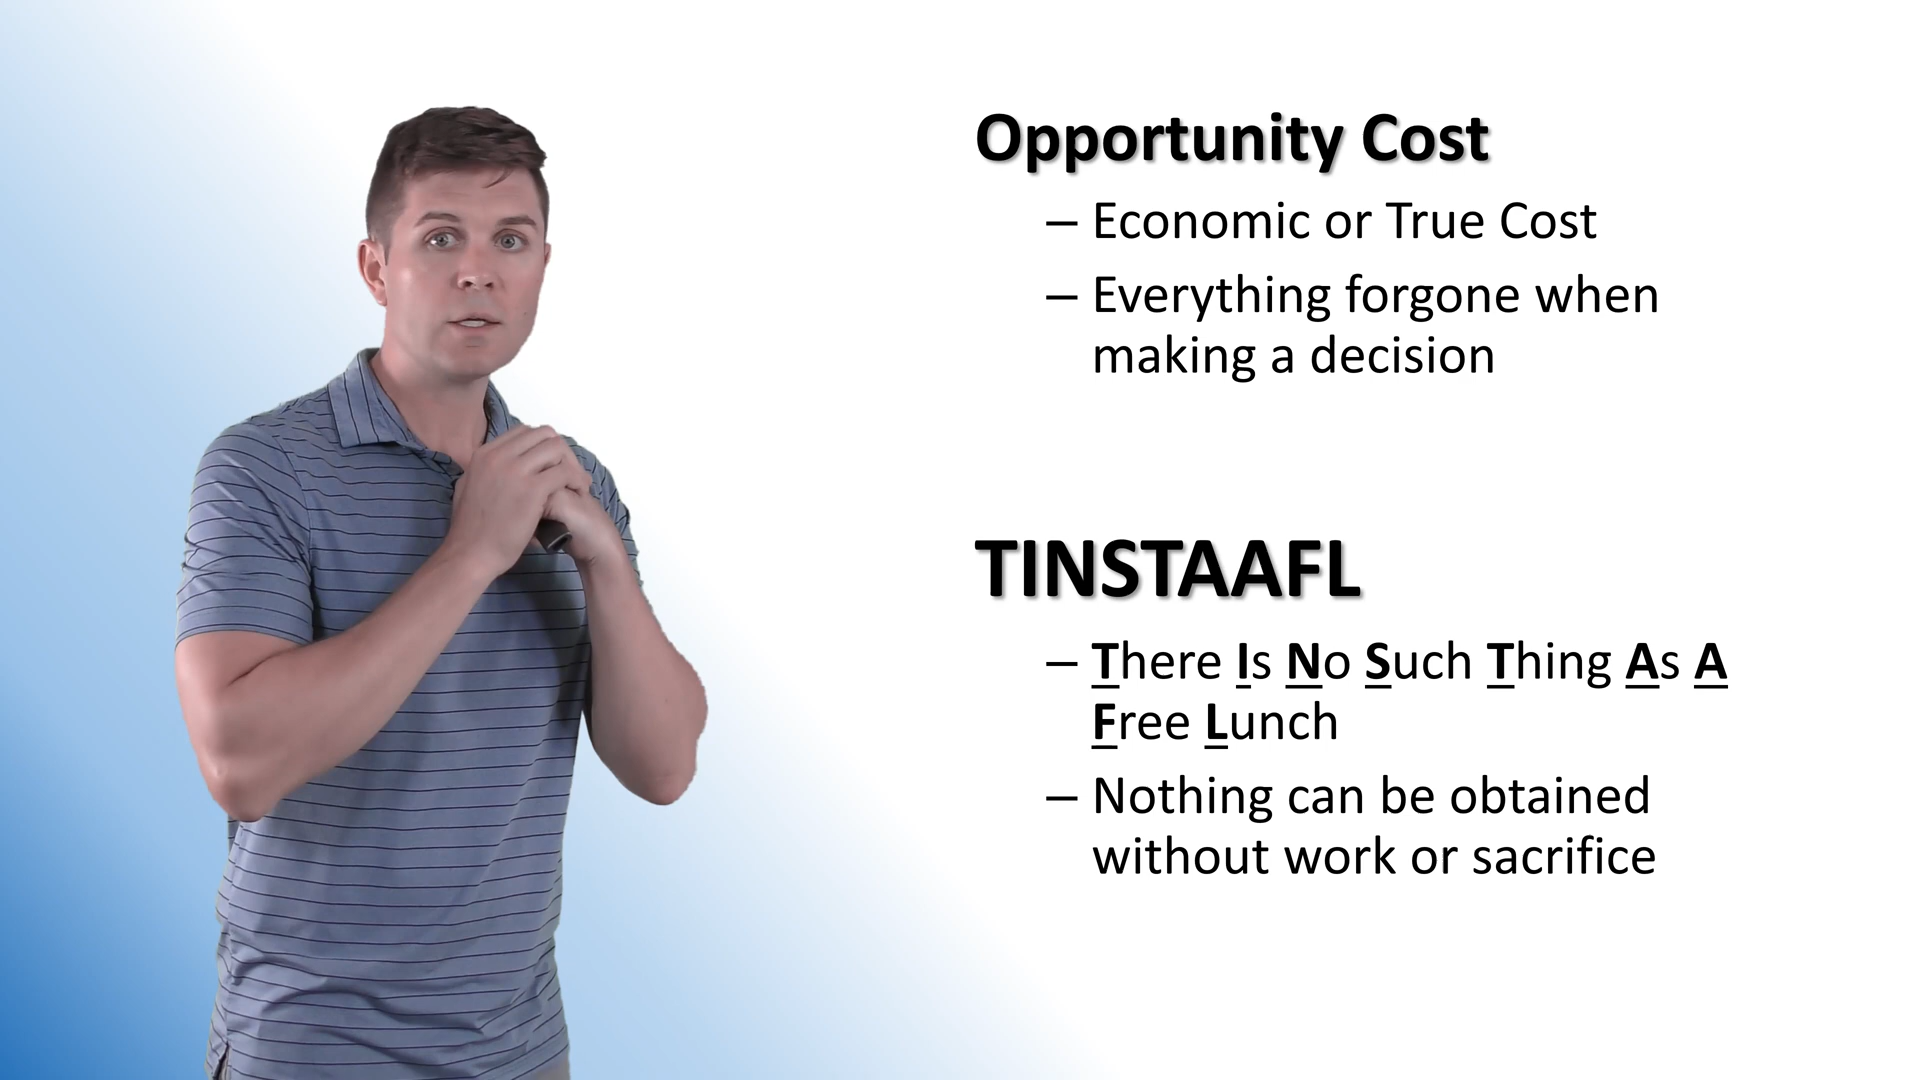 Opportunity Cost
– Economic or True Cost
– Everything forgone when
making a decision
TINSTAAFL
– There Is No Such Thing As A
Free Lunch
– Nothing can be obtained
without work or sacrifice